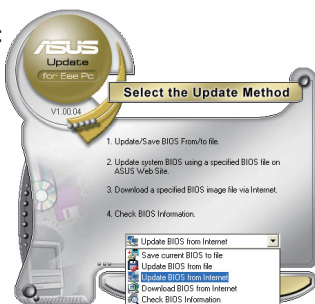 ASUS
Update
for Eee Pc
V1.00.04
Select the Update Method
1. Update/Save BIOS From/to file.
2. Update system BIOS using a specified BIOS file on
ASUS Web Site.
3. Download a specified BIOS image file via Internet.
4. Check BIOS Information.
Update BIOS from Internet
Save current BIOS to file
Update BIOS from file
Update BIOS from Internet
Download BIOS from Internet
Check BIOS Information